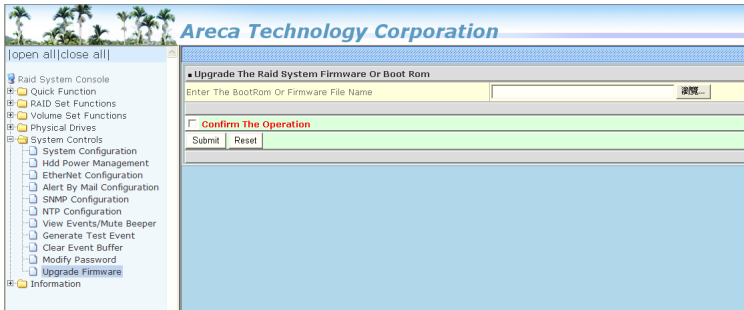 Areca Technology Corporation
|open all|close all|
Raid System Console
Quick Function
RAID Set Functions
Volume Set Functions
Physical Drives
System Controls
System Configuration
Hdd Power Management
EtherNet Configuration
Alert By Mail Configuration
SNMP Configuration
NTP Configuration
View Events/Mute Beeper
Generate Test Event
Clear Event Buffer
Modify Password
Upgrade Firmware
Information
Upgrade The Raid System Firmware Or Boot Rom
Enter The BootRom Or Firmware File Name
瀏覽...
Confirm The Operation
Submit Reset